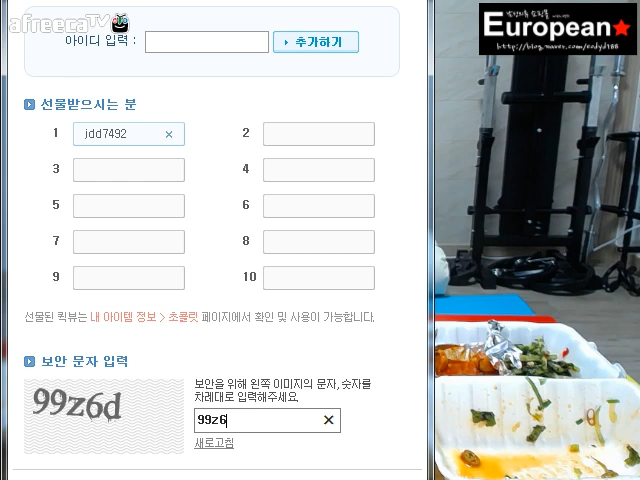 afreecaTV
아이디 입력 :
추가하기
European★
http://blog.naver.com/eodyd188
선물받으시는 분
1 jdd7492 ×
2
3
4
5
6
7
8
9
10
선물된 퀵뷰는 내 아이템 정보 > 초콜릿 페이지에서 확인 및 사용이 가능합니다.
보안 문자 입력
99z6d
보안을 위해 왼쪽 이미지의 문자, 숫자를
차례대로 입력해주세요.
99z6
새로고침